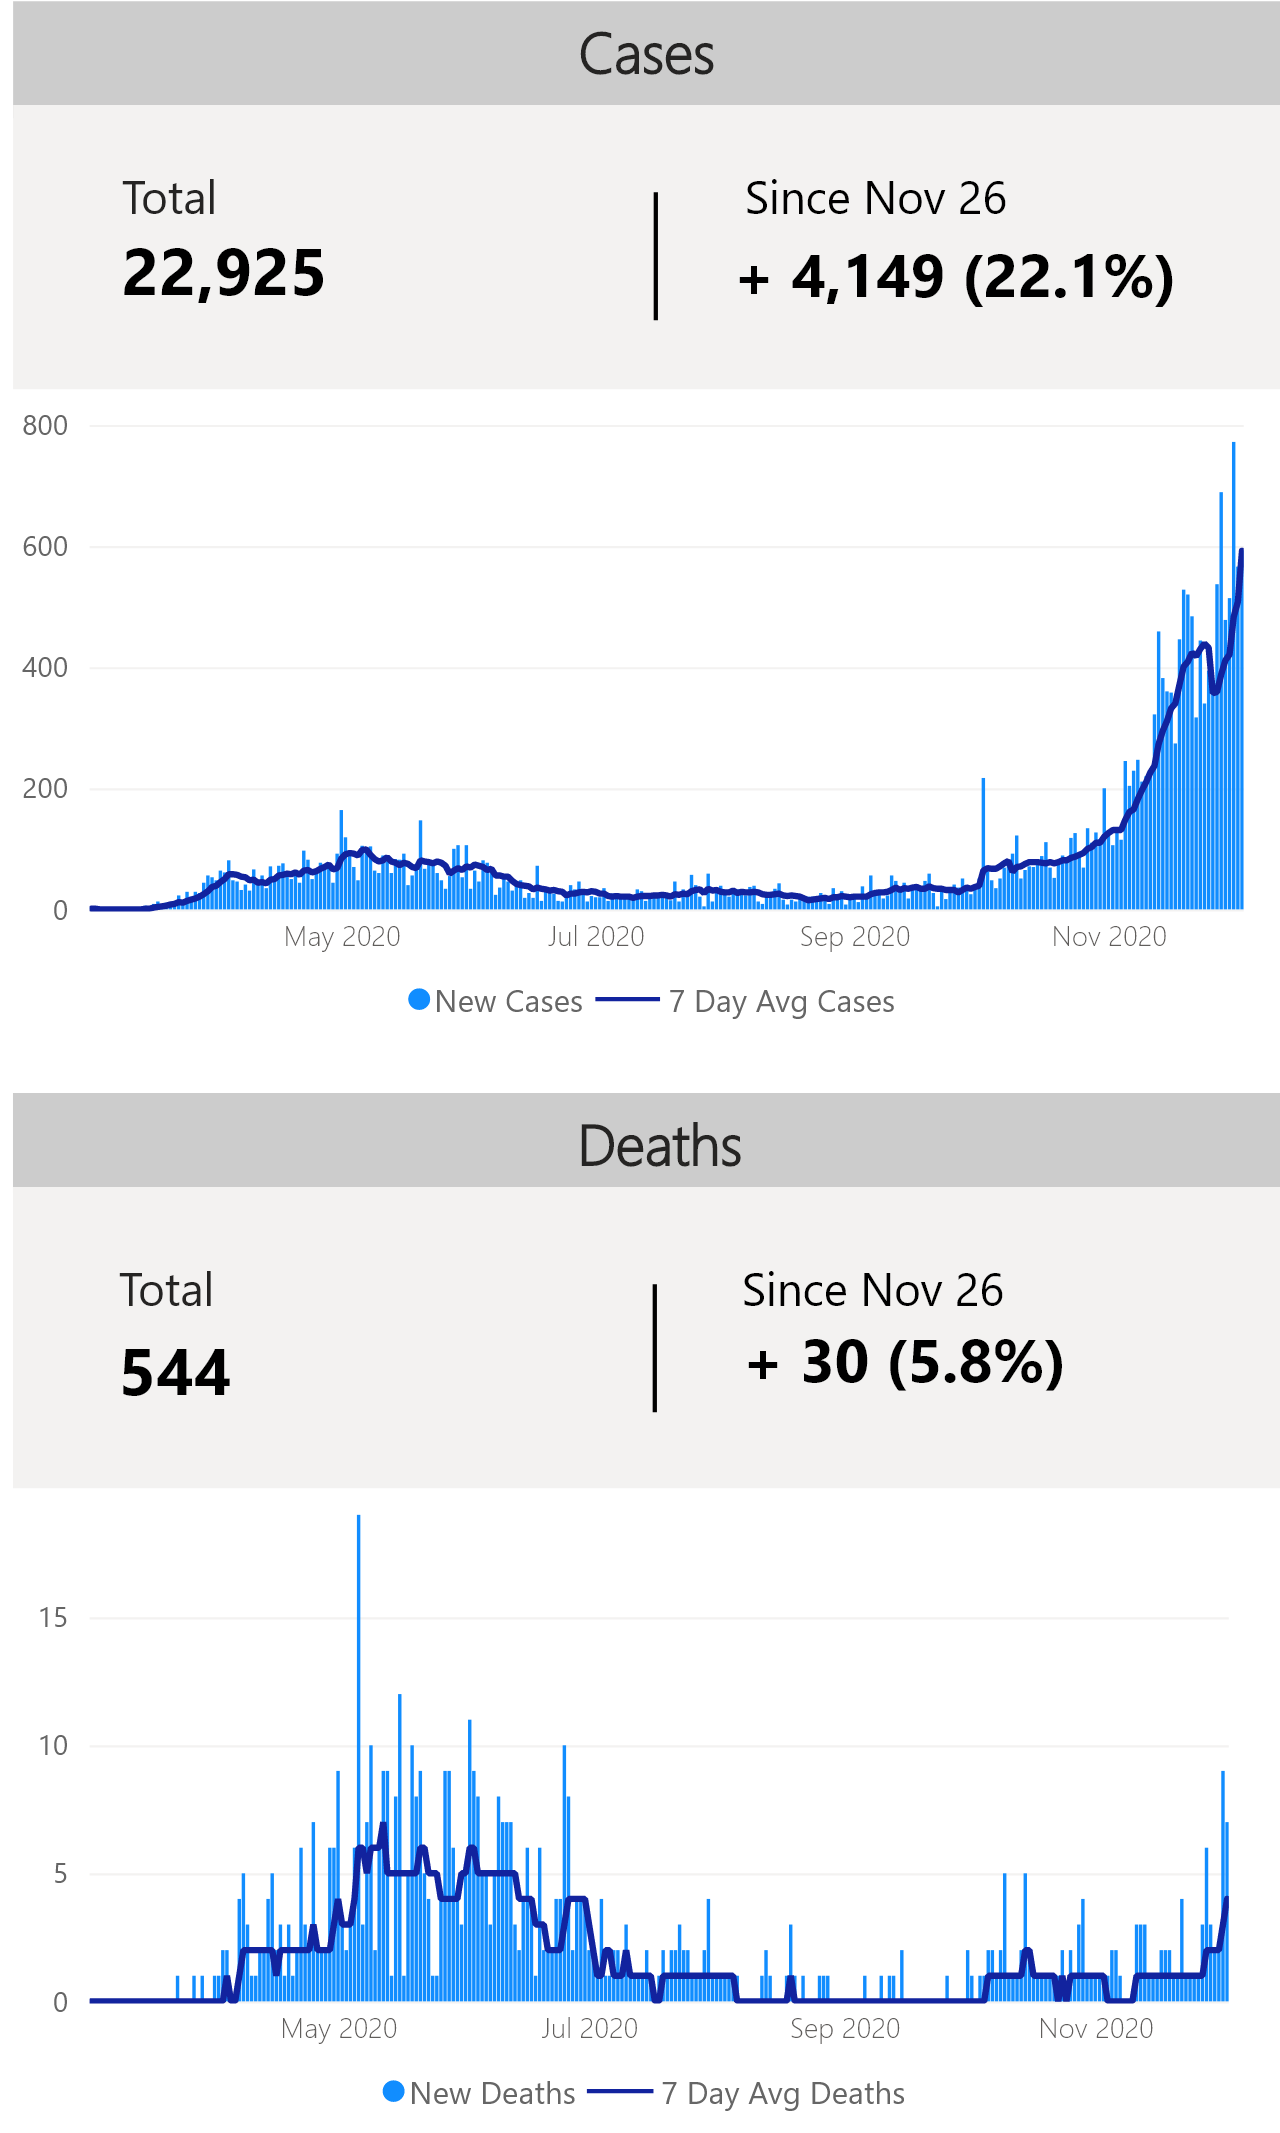 Cases
Total
22,925
Since Nov 26
+ 4,149 (22.1%)
800
600
400
200
0
May 2020 Jul 2020 Sep 2020 Nov 2020
New Cases 7 Day Avg Cases
Deaths
Total
544
Since Nov 26
+ 30 (5.8%)
15
10
5
0
May 2020 Jul 2020 Sep 2020 Nov 2020
New Deaths 7 Day Avg Deaths